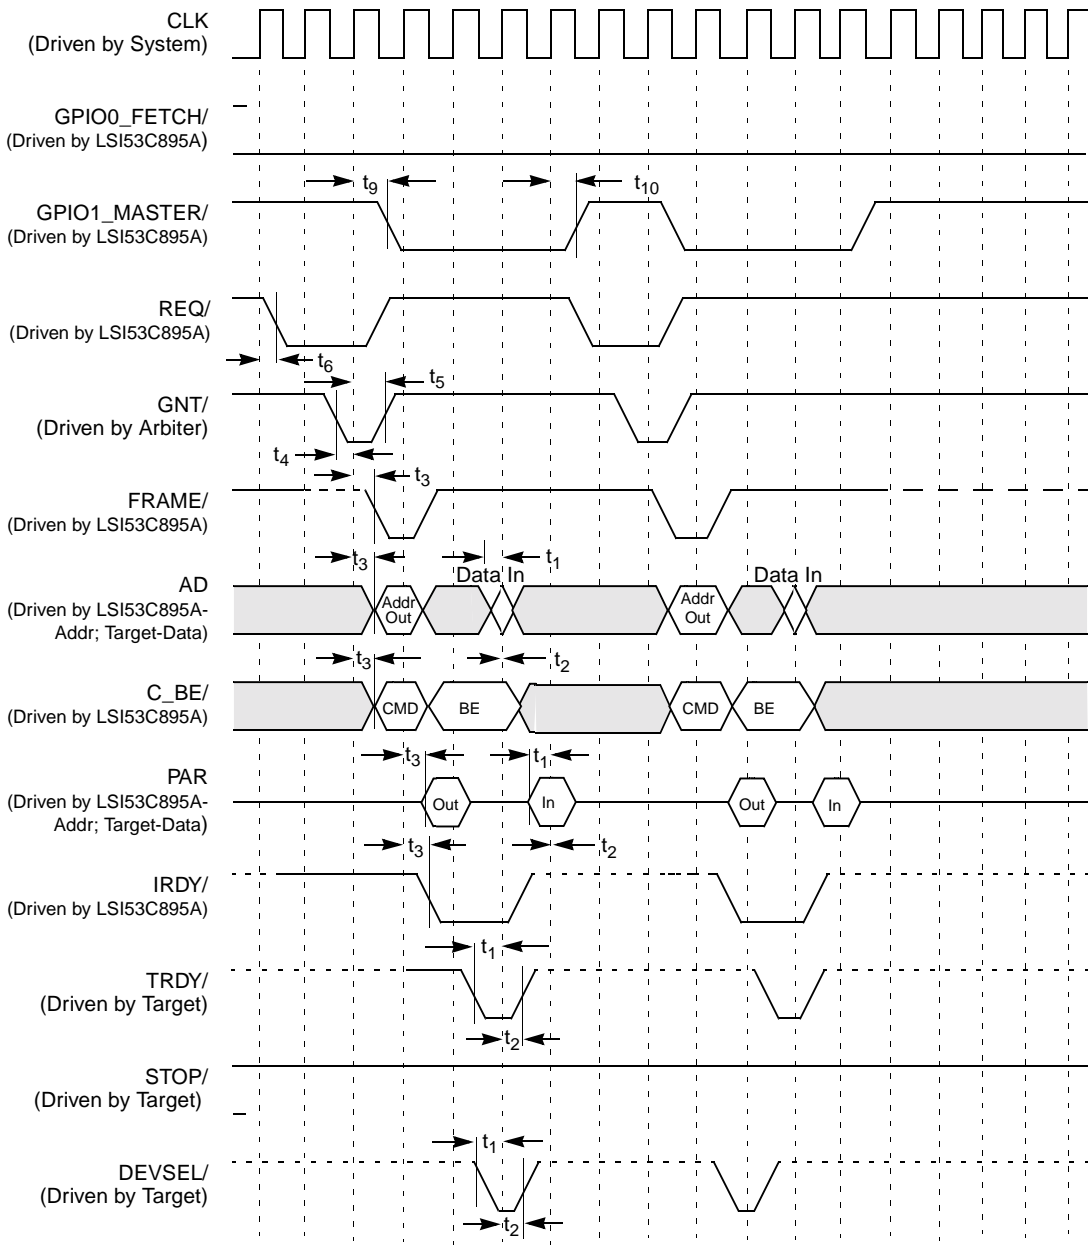 CLK
(Driven by System)
GPIO0_FETCH/
(Driven by LSI53C895A)
t9
t10
GPIO1_MASTER/
(Driven by LSI53C895A)
REQ/
(Driven by LSI53C895A)
t6
t5
GNT/
(Driven by Arbiter)
t4
t3
FRAME/
(Driven by LSI53C895A)
t3
t1
AD
(Driven by LSI53C895A-
Addr; Target-Data)
Data In
Data In
Addr
Out
Addr
Out
t3
t2
C_BE/
(Driven by LSI53C895A)
CMD
BE
CMD
BE
t3
t1
PAR
(Driven by LSI53C895A-
Addr; Target-Data)
Out
In
Out
In
t3
t2
IRDY/
(Driven by LSI53C895A)
t1
TRDY/
(Driven by Target)
t2
STOP/
(Driven by Target)
t1
DEVSEL/
(Driven by Target)
t2